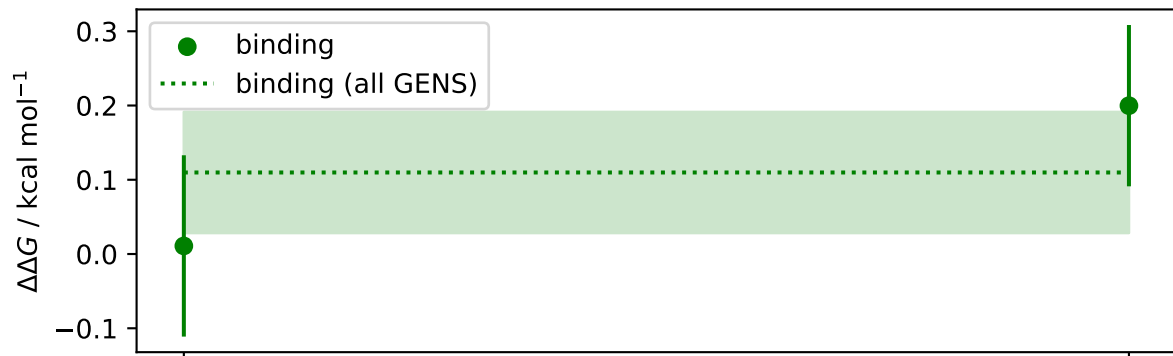 0.3
0.2
0.1
0.0
−0.1
ΔΔG / kcal mol⁻¹
binding
binding (all GENS)